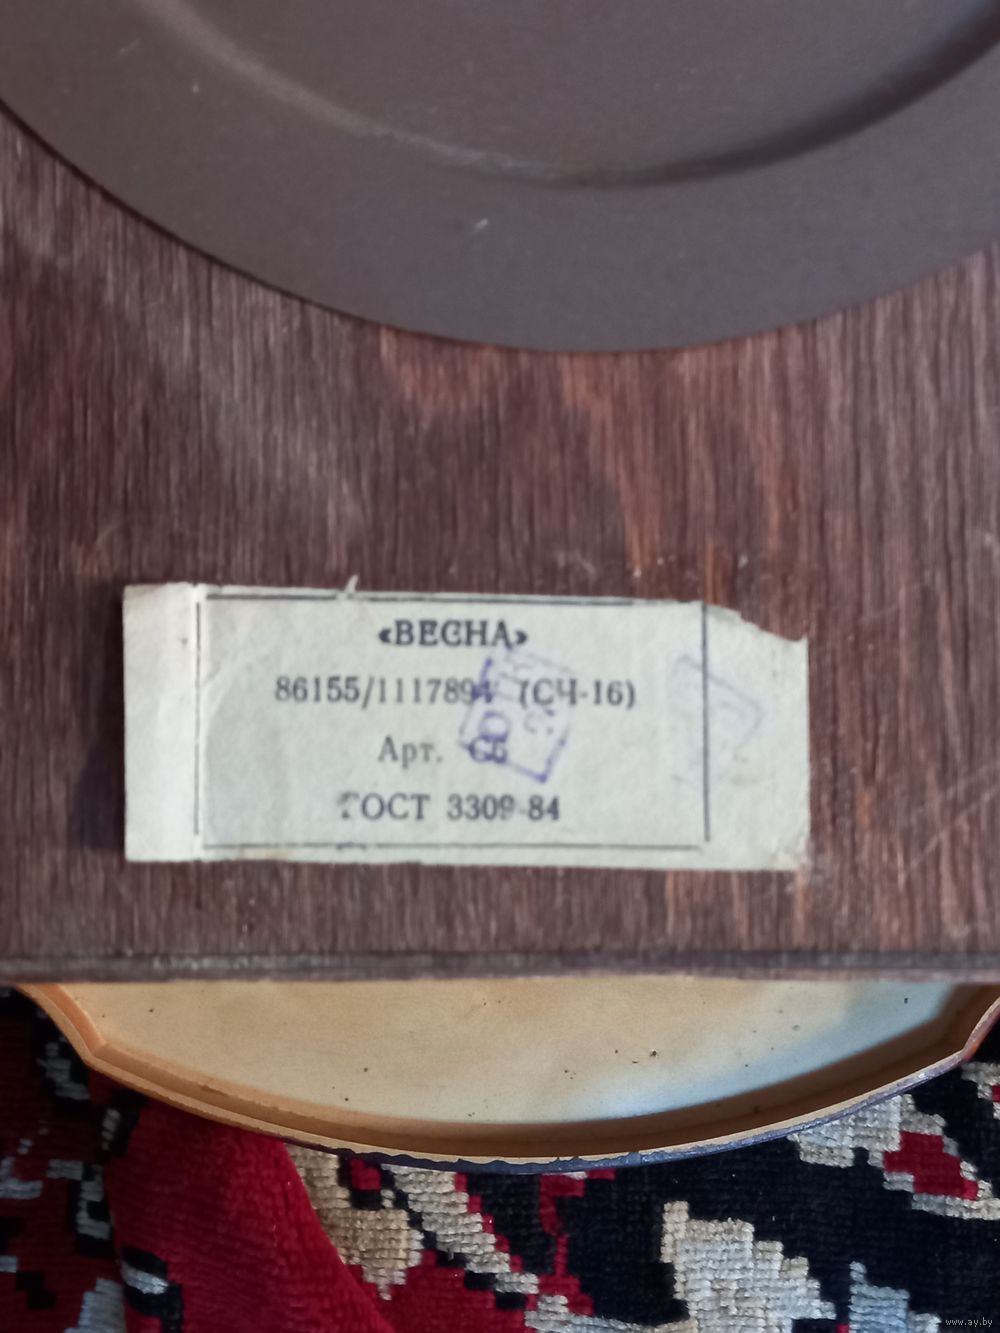 «ВЕСНА»
86155/1117894 (СЧ-16)
Арт.
ГОСТ 3309-84
www.ay.by